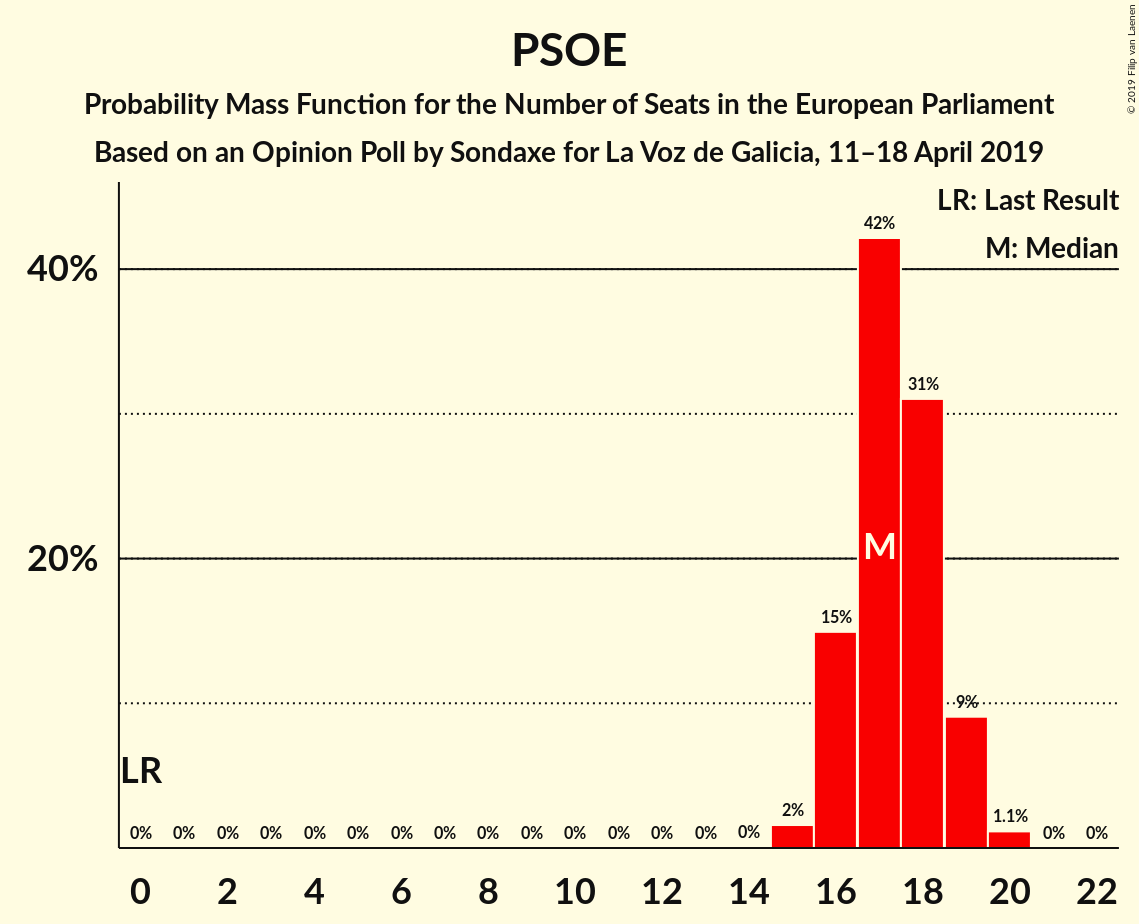 PSOE
Probability Mass Function for the Number of Seats in the European Parliament
Based on an Opinion Poll by Sondaxe for La Voz de Galicia, 11–18 April 2019
© 2019 Filip van Laenen
LR: Last Result
M: Median
42%
40%
31%
M
20%
15%
9%
LR
2%
1.1%
0% 0% 0% 0% 0% 0% 0% 0% 0% 0% 0% 0% 0% 0% 0% 0% 0%
0 2 4 6 8 10 12 14 16 18 20 22